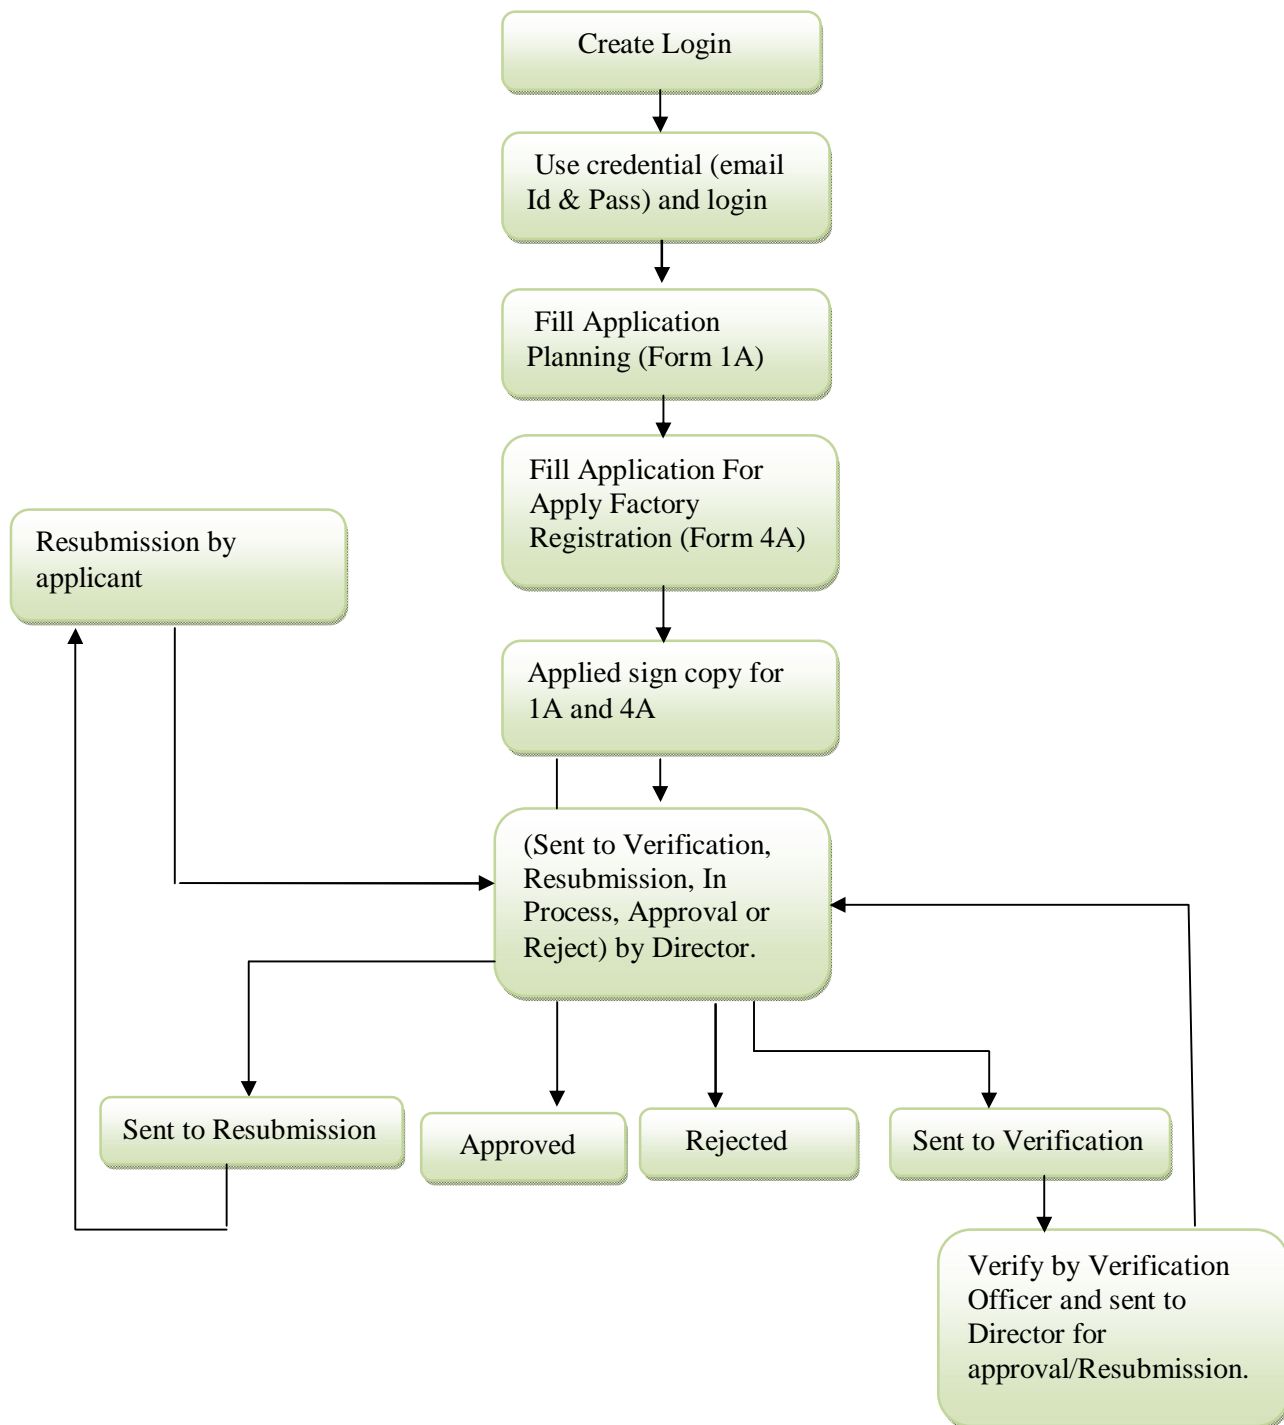 Create Login
Use credential (email
Id & Pass) and login
Fill Application
Planning (Form 1A)
Fill Application For
Apply Factory
Registration (Form 4A)
Resubmission by
applicant
Applied sign copy for
1A and 4A
(Sent to Verification,
Resubmission, In
Process, Approval or
Reject) by Director.
Sent to Resubmission
Approved
Rejected
Sent to Verification
Verify by Verification
Officer and sent to
Director for
approval/Resubmission.